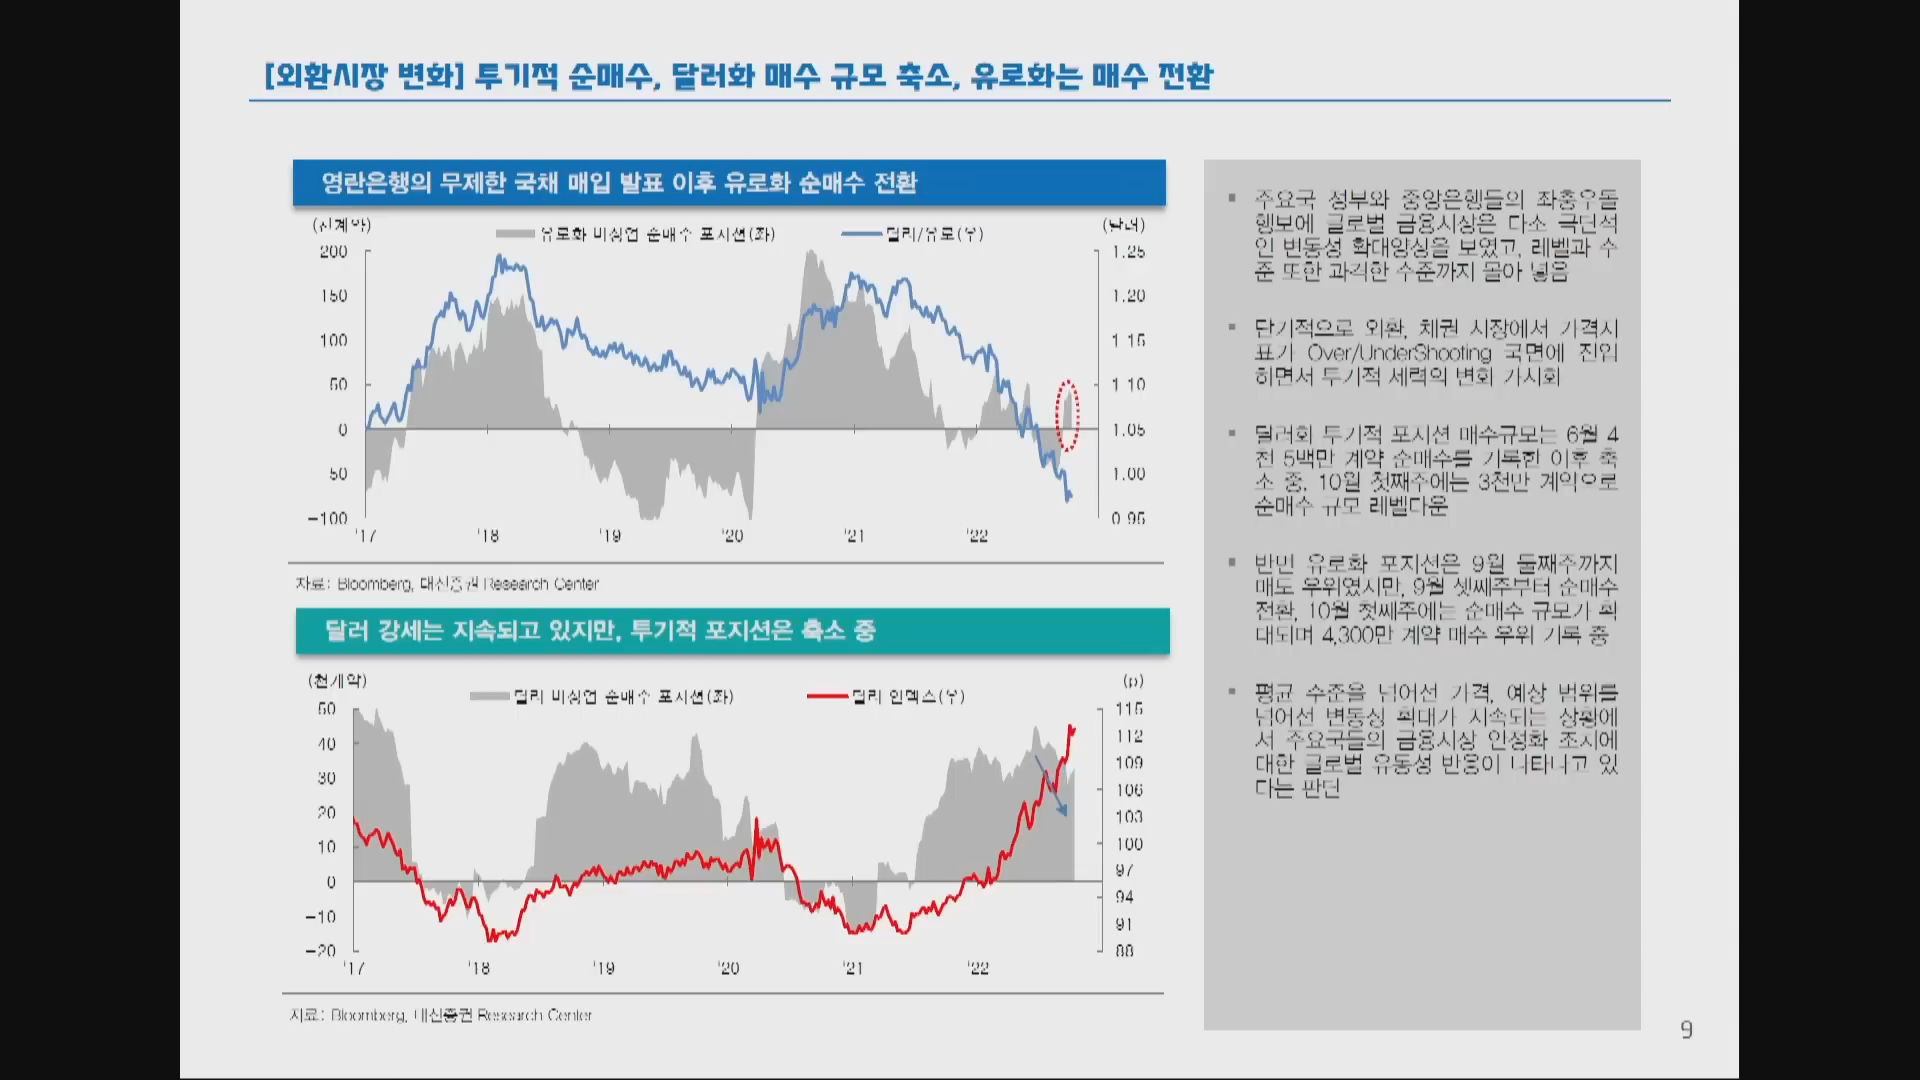 [외환시장 변화] 투기적 순매수, 달러화 매수 규모 축소, 유로화는 매수 전환
영란은행의 무제한 국채 매입 발표 이후 유로화 순매수 전환
(천계약)
(달러)
유로화 비상업 순매수 포지션(좌)
달러/유로(우)
200
150
100
50
0
50
-100
1.25
1.20
1 15
1 10
1.05
1.00
0 95
'17
'18
'19
'20
'21
'22
자료: Bloomberg, 대신증권 Research Center
달러 강세는 지속되고 있지만, 투기적 포지션은 축소 중
(천계약)
(p)
달러 비상업 순매수 포지션(좌)
달러 인덱스(우)
50
40
30
20
10
0
-10
-20
115
112
109
106
103
100
97
94
91
88
'17
'18
'19
'20
'21
'22
자료: Bloomberg, 대신증권 Research Center
주요국 정부와 중앙은행들의 좌충우돌
행보에 글로벌 금융시장은 다소 극단적
인 변동성 확대양상을 보였고, 레벨과 수
준 또한 과격한 수준까지 몰아 넣음
단기적으로 외환, 채권 시장에서 가격지
표가 Over/UnderShooting 국면에 진입
하면서 투기적 세력의 변화 가시화
달러화 투기적 포지션 매수규모는 6월 4
천 5백만 계약 순매수를 기록한 이후 축
소 중, 10월 첫째주에는 3천만 계약으로
순매수 규모 레벨다운
반면 유로화 포지션은 9월 둘째주까지
매도 우위였지만, 9월 셋째주부터 순매수
전환, 10월 첫째주에는 순매수 규모가 확
대되며 4,300만 계약 매수 우위 기록 중
평균 수준을 넘어선 가격, 예상 범위를
넘어선 변동성 확대가 지속되는 상황에
서 주요국들의 금융시장 안정화 조치에
대한 글로벌 유동성 반응이 나타나고 있
다는 판단
9